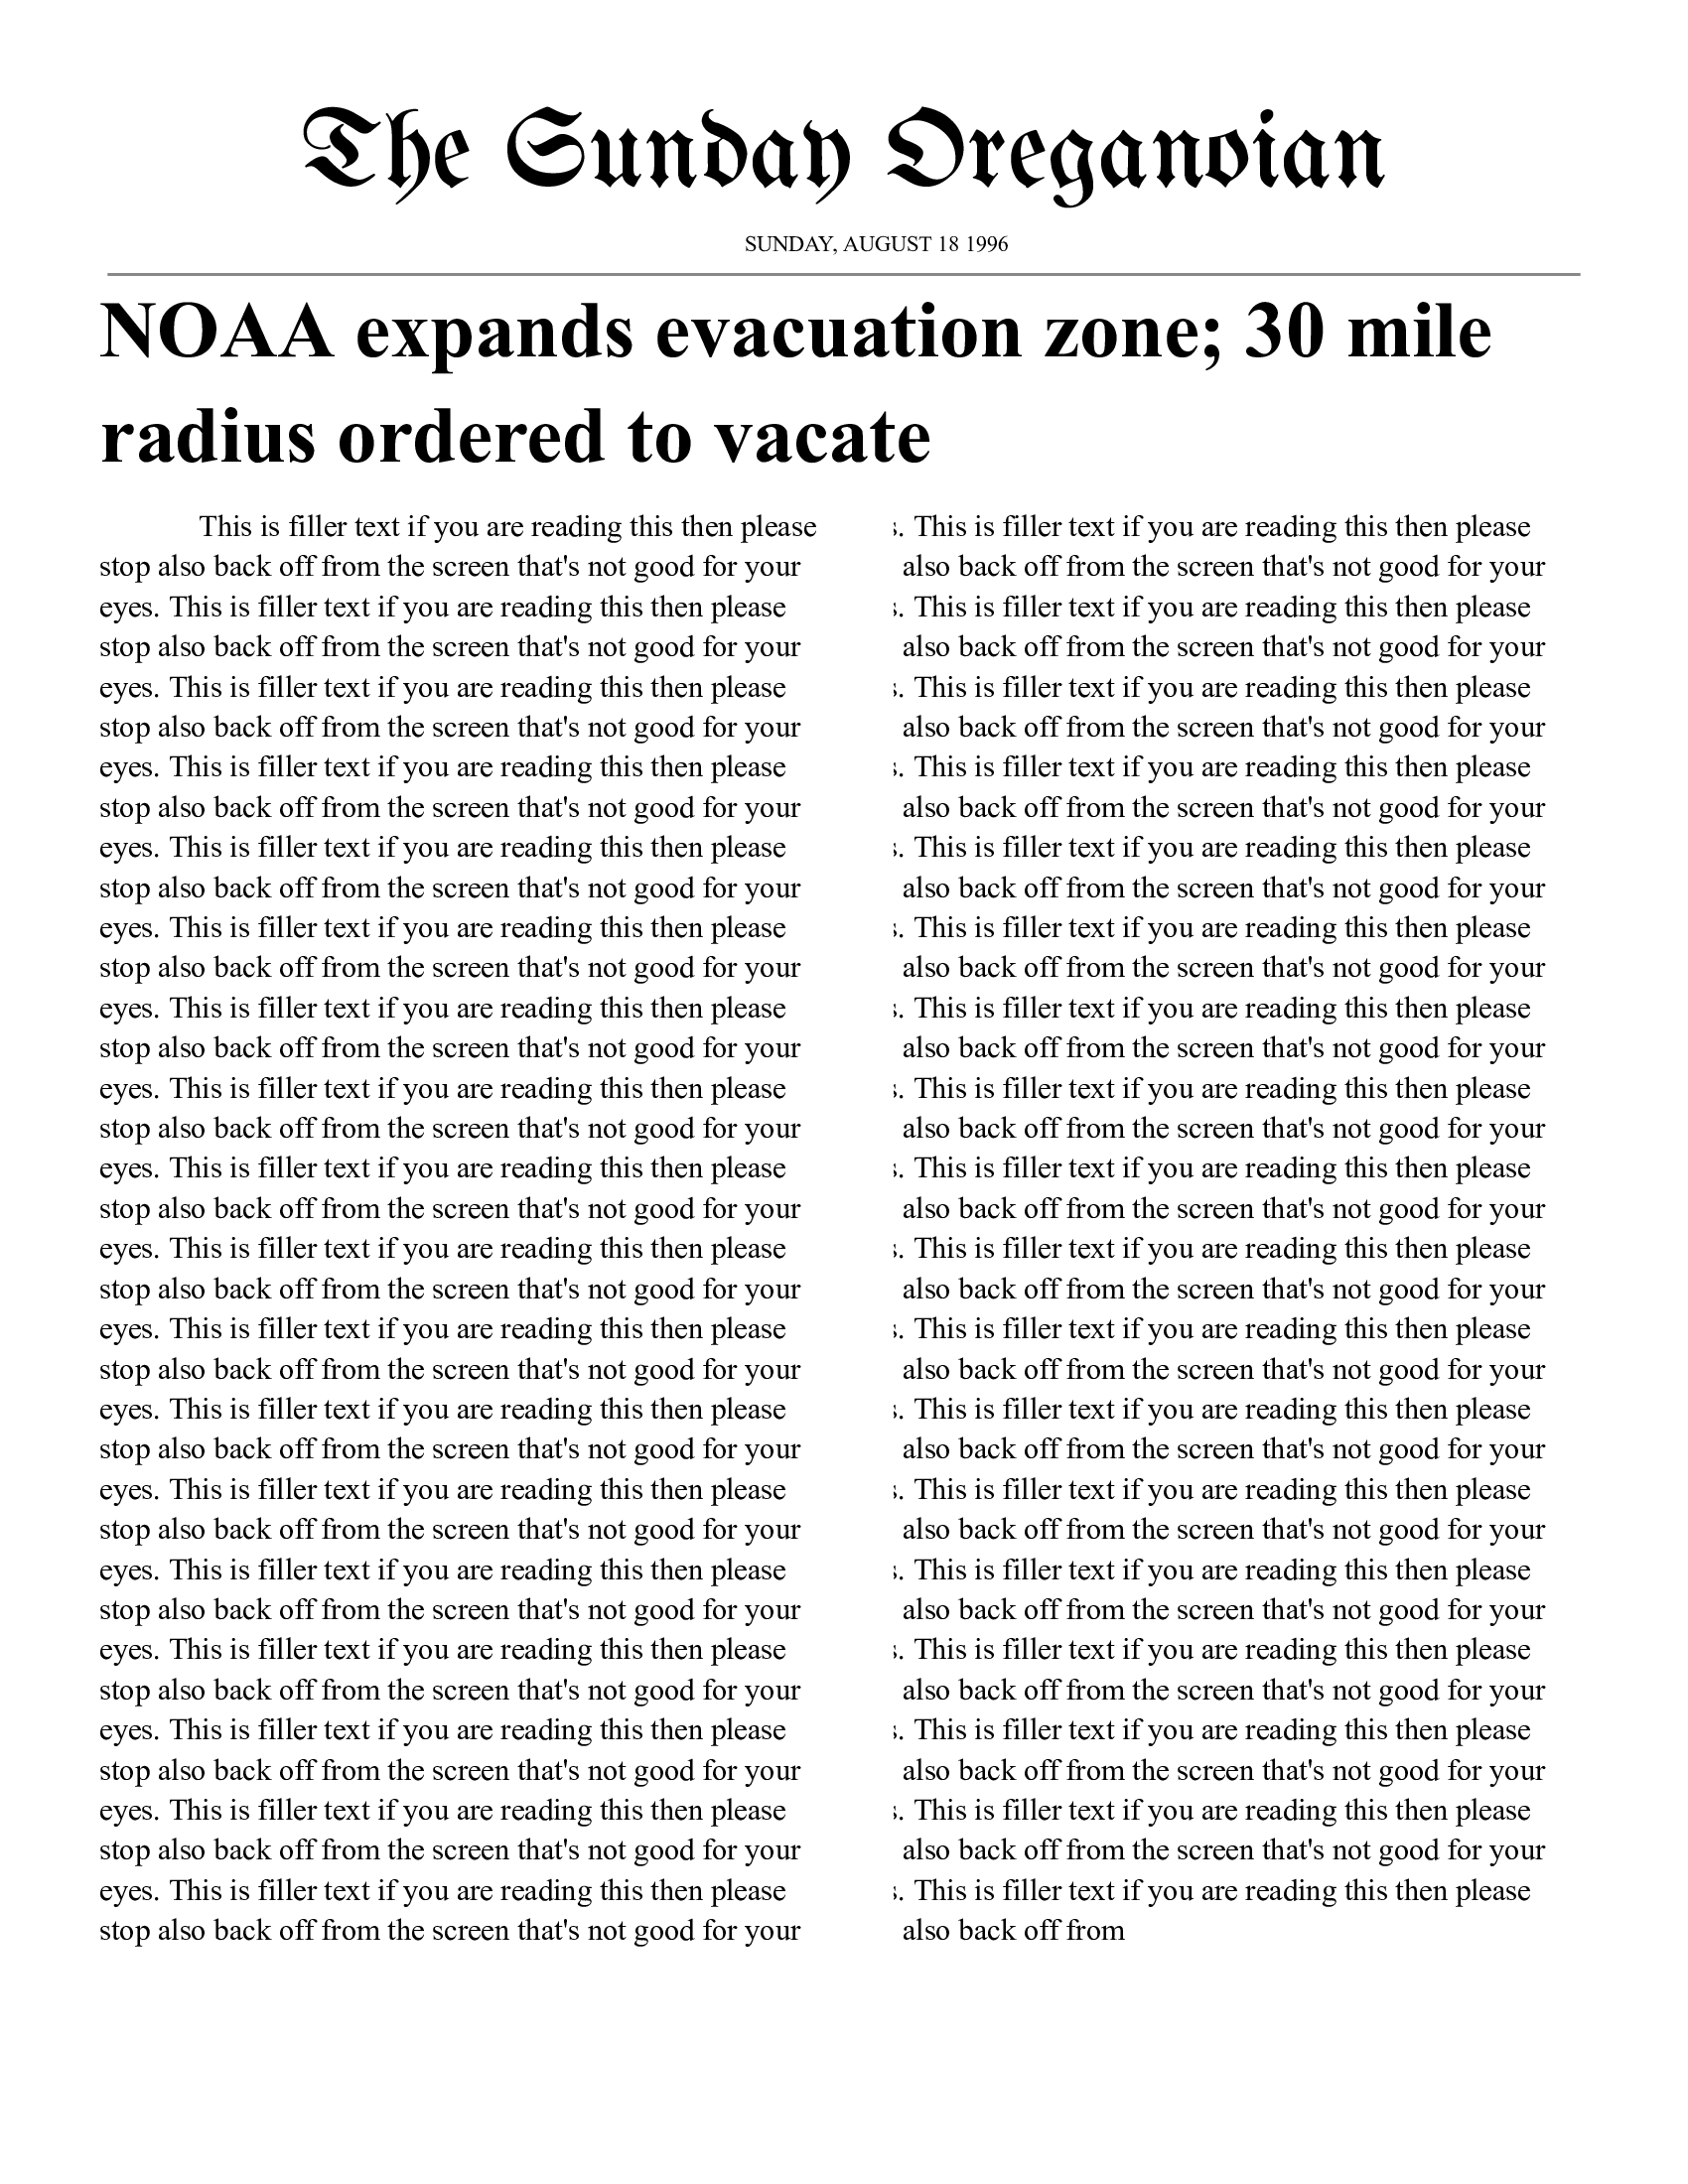 The Sunday Oreganoian
SUNDAY, AUGUST 18 1996
NOAA expands evacuation zone; 30 mile
radius ordered to vacate
This is filler text if you are reading this then please
stop also back off from the screen that's not good for your
eyes. This is filler text if you are reading this then please
stop also back off from the screen that's not good for your
eyes. This is filler text if you are reading this then please
stop also back off from the screen that's not good for your
eyes. This is filler text if you are reading this then please
stop also back off from the screen that's not good for your
eyes. This is filler text if you are reading this then please
stop also back off from the screen that's not good for your
eyes. This is filler text if you are reading this then please
stop also back off from the screen that's not good for your
eyes. This is filler text if you are reading this then please
stop also back off from the screen that's not good for your
eyes. This is filler text if you are reading this then please
stop also back off from the screen that's not good for your
eyes. This is filler text if you are reading this then please
stop also back off from the screen that's not good for your
eyes. This is filler text if you are reading this then please
stop also back off from the screen that's not good for your
eyes. This is filler text if you are reading this then please
stop also back off from the screen that's not good for your
eyes. This is filler text if you are reading this then please
stop also back off from the screen that's not good for your
eyes. This is filler text if you are reading this then please
stop also back off from the screen that's not good for your
eyes. This is filler text if you are reading this then please
stop also back off from the screen that's not good for your
eyes. This is filler text if you are reading this then please
stop also back off from the screen that's not good for your
eyes. This is filler text if you are reading this then please
stop also back off from the screen that's not good for your
eyes. This is filler text if you are reading this then please
stop also back off from the screen that's not good for your
eyes. This is filler text if you are reading this then please
stop also back off from the screen that's not good for your
s. This is filler text if you are reading this then please
also back off from the screen that's not good for your
s. This is filler text if you are reading this then please
also back off from the screen that's not good for your
s. This is filler text if you are reading this then please
also back off from the screen that's not good for your
s. This is filler text if you are reading this then please
also back off from the screen that's not good for your
s. This is filler text if you are reading this then please
also back off from the screen that's not good for your
s. This is filler text if you are reading this then please
also back off from the screen that's not good for your
s. This is filler text if you are reading this then please
also back off from the screen that's not good for your
s. This is filler text if you are reading this then please
also back off from the screen that's not good for your
s. This is filler text if you are reading this then please
also back off from the screen that's not good for your
s. This is filler text if you are reading this then please
also back off from the screen that's not good for your
s. This is filler text if you are reading this then please
also back off from the screen that's not good for your
s. This is filler text if you are reading this then please
also back off from the screen that's not good for your
s. This is filler text if you are reading this then please
also back off from the screen that's not good for your
s. This is filler text if you are reading this then please
also back off from the screen that's not good for your
s. This is filler text if you are reading this then please
also back off from the screen that's not good for your
s. This is filler text if you are reading this then please
also back off from the screen that's not good for your
s. This is filler text if you are reading this then please
also back off from the screen that's not good for your
s. This is filler text if you are reading this then please
also back off from